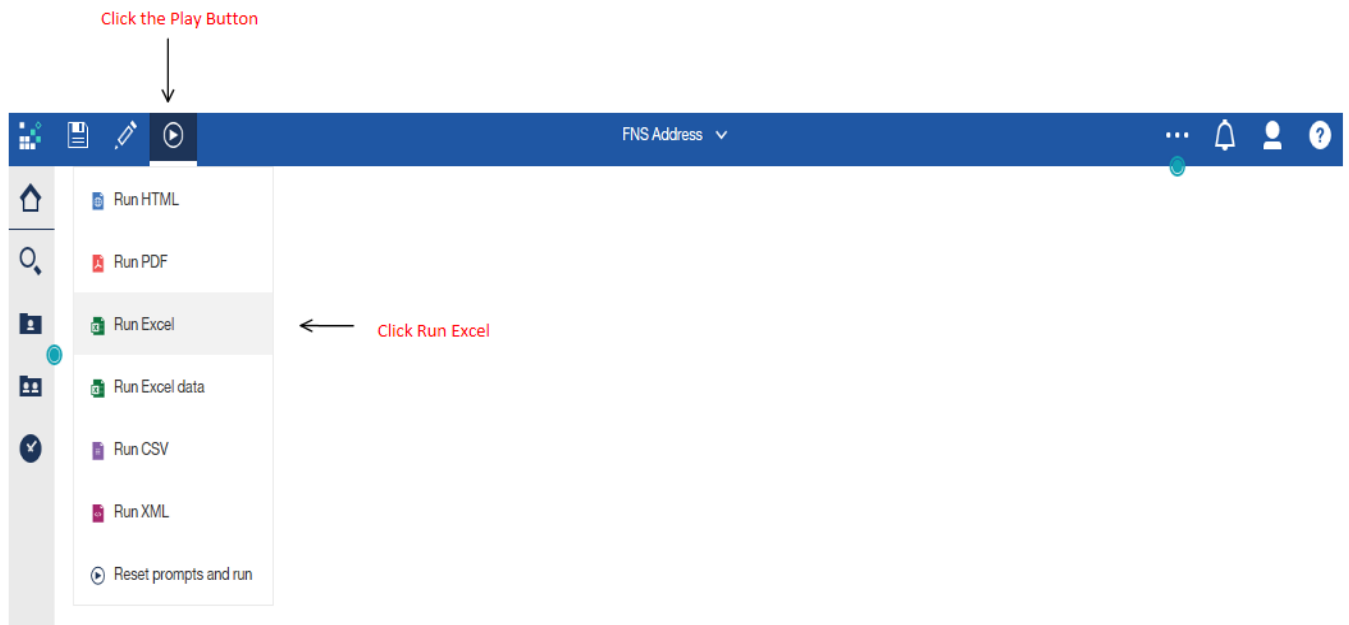 Click the Play Button
FNS Address
?
Run HTML
Run PDF
Run Excel
Click Run Excel
Run Excel data
Run CSV
Run XML
Reset prompts and run